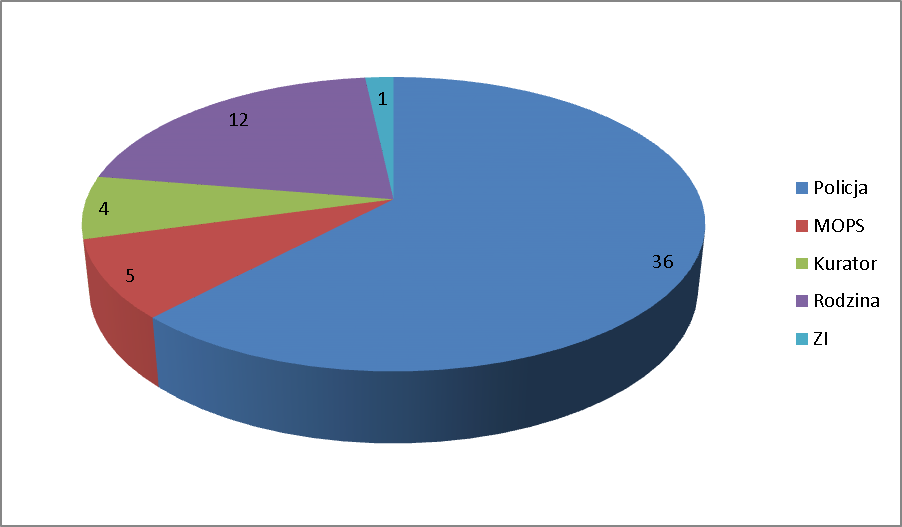 1
12
4
5
36
Policja
MOPS
Kurator
Rodzina
ZI